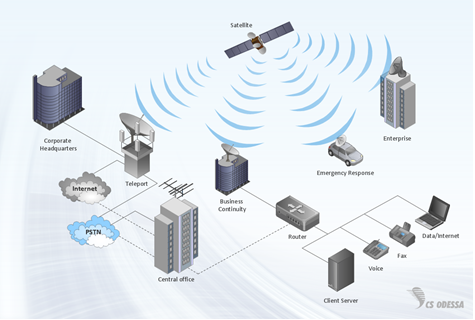 Satellite
Corporate
Headquarters
Enterprise
Teleport
Internet
Emergency Response
Business
Continuity
PSTN
Router
Data/Internet
Fax
Voice
Central office
Client Server
CS ODESSA